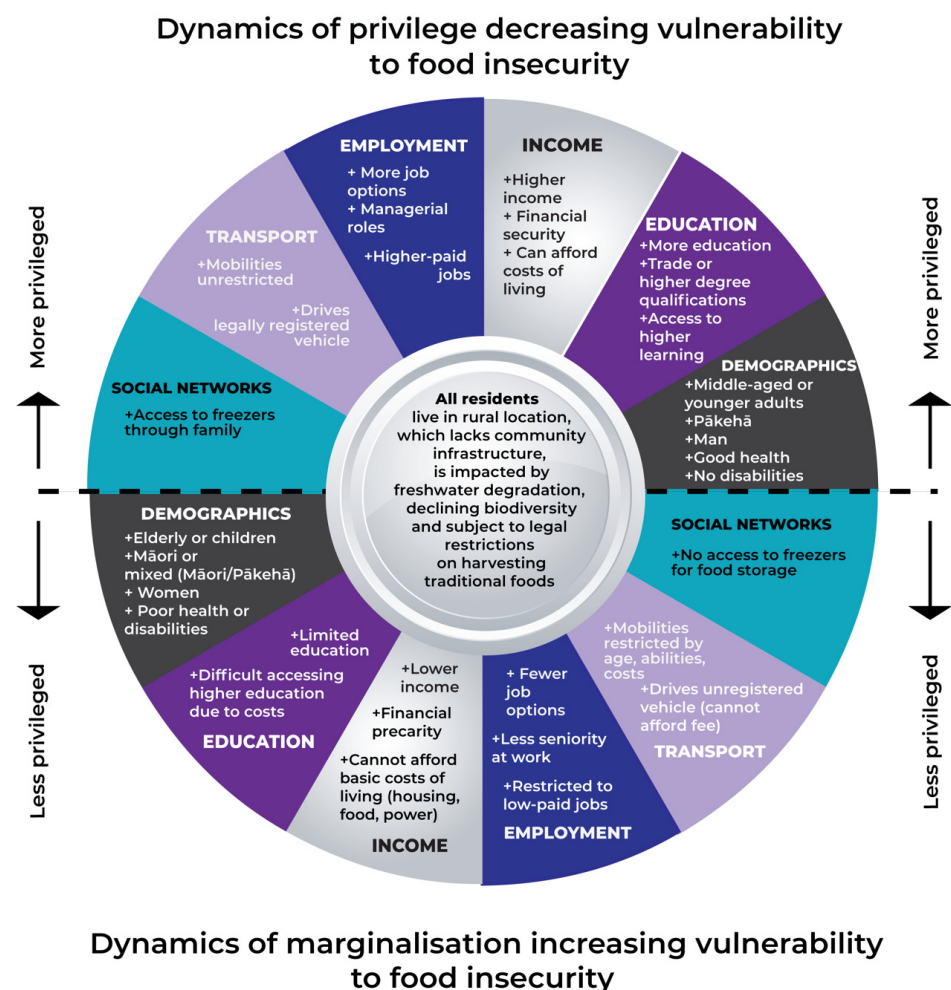 Dynamics of privilege decreasing vulnerability
to food insecurity
More privileged
Less privileged
EMPLOYMENT
+ More job
options
+ Managerial
roles
+Higher-paid
jobs
INCOME
+Higher
income
+ Financial
security
+ Can afford
costs of
living
EDUCATION
+More education
+Trade or
higher degree
qualifications
+Access to
higher
learning
DEMOGRAPHICS
+Middle-aged or
younger adults
+Pākehā
+Man
+Good health
+No disabilities
TRANSPORT
+Mobilities
unrestricted
+Drives
legally registered
vehicle
SOCIAL NETWORKS
+Access to freezers
through family
All residents
live in rural location,
which lacks community
infrastructure,
is impacted by
freshwater degradation,
declining biodiversity
and subject to legal
restrictions
on harvesting
traditional foods
DEMOGRAPHICS
+Elderly or children
+Māori or
mixed (Māori/Pākehā)
+ Women
+ Poor health or
disabilities
+Limited
education
+Difficult accessing
higher education
due to costs
EDUCATION
+Lower
income
+Financial
precarity
+Cannot afford
basic costs of
living (housing,
food, power)
INCOME
+ Fewer
job
options
+Less seniority
at work
+Restricted to
low-paid jobs
EMPLOYMENT
+Mobilities
restricted by
age, abilities,
costs
+Drives unregistered
vehicle (cannot
afford fee)
TRANSPORT
SOCIAL NETWORKS
+No access to freezers
for food storage
More privileged
Less privileged
Dynamics of marginalisation increasing vulnerability
to food insecurity